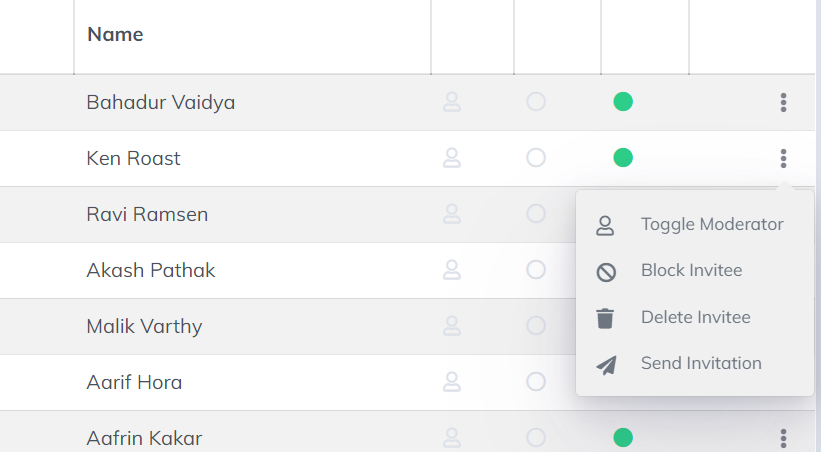 Name
Bahadur Vaidya
Ken Roast
Ravi Ramsen
Toggle Moderator
Akash Pathak
Block Invitee
Malik Varthy
Delete Invitee
Aarif Hora
Send Invitation
Aafrin Kakar